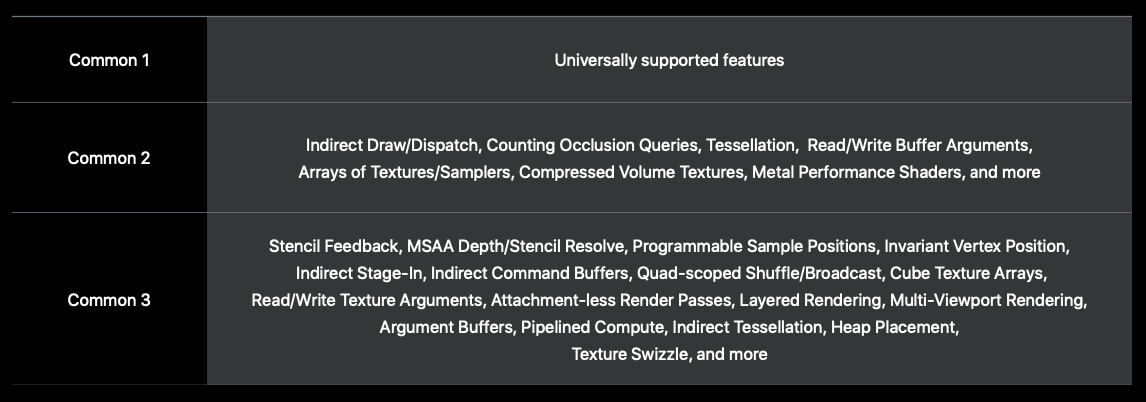 Common 1
Universally supported features
Common 2
Indirect Draw/Dispatch, Counting Occlusion Queries, Tessellation, Read/Write Buffer Arguments,
Arrays of Textures/Samplers, Compressed Volume Textures, Metal Performance Shaders, and more
Common 3
Stencil Feedback, MSAA Depth/Stencil Resolve, Programmable Sample Positions, Invariant Vertex Position,
Indirect Stage-In, Indirect Command Buffers, Quad-scoped Shuffle/Broadcast, Cube Texture Arrays,
Read/Write Texture Arguments, Attachment-less Render Passes, Layered Rendering, Multi-Viewport Rendering,
Argument Buffers, Pipelined Compute, Indirect Tessellation, Heap Placement,
Texture Swizzle, and more